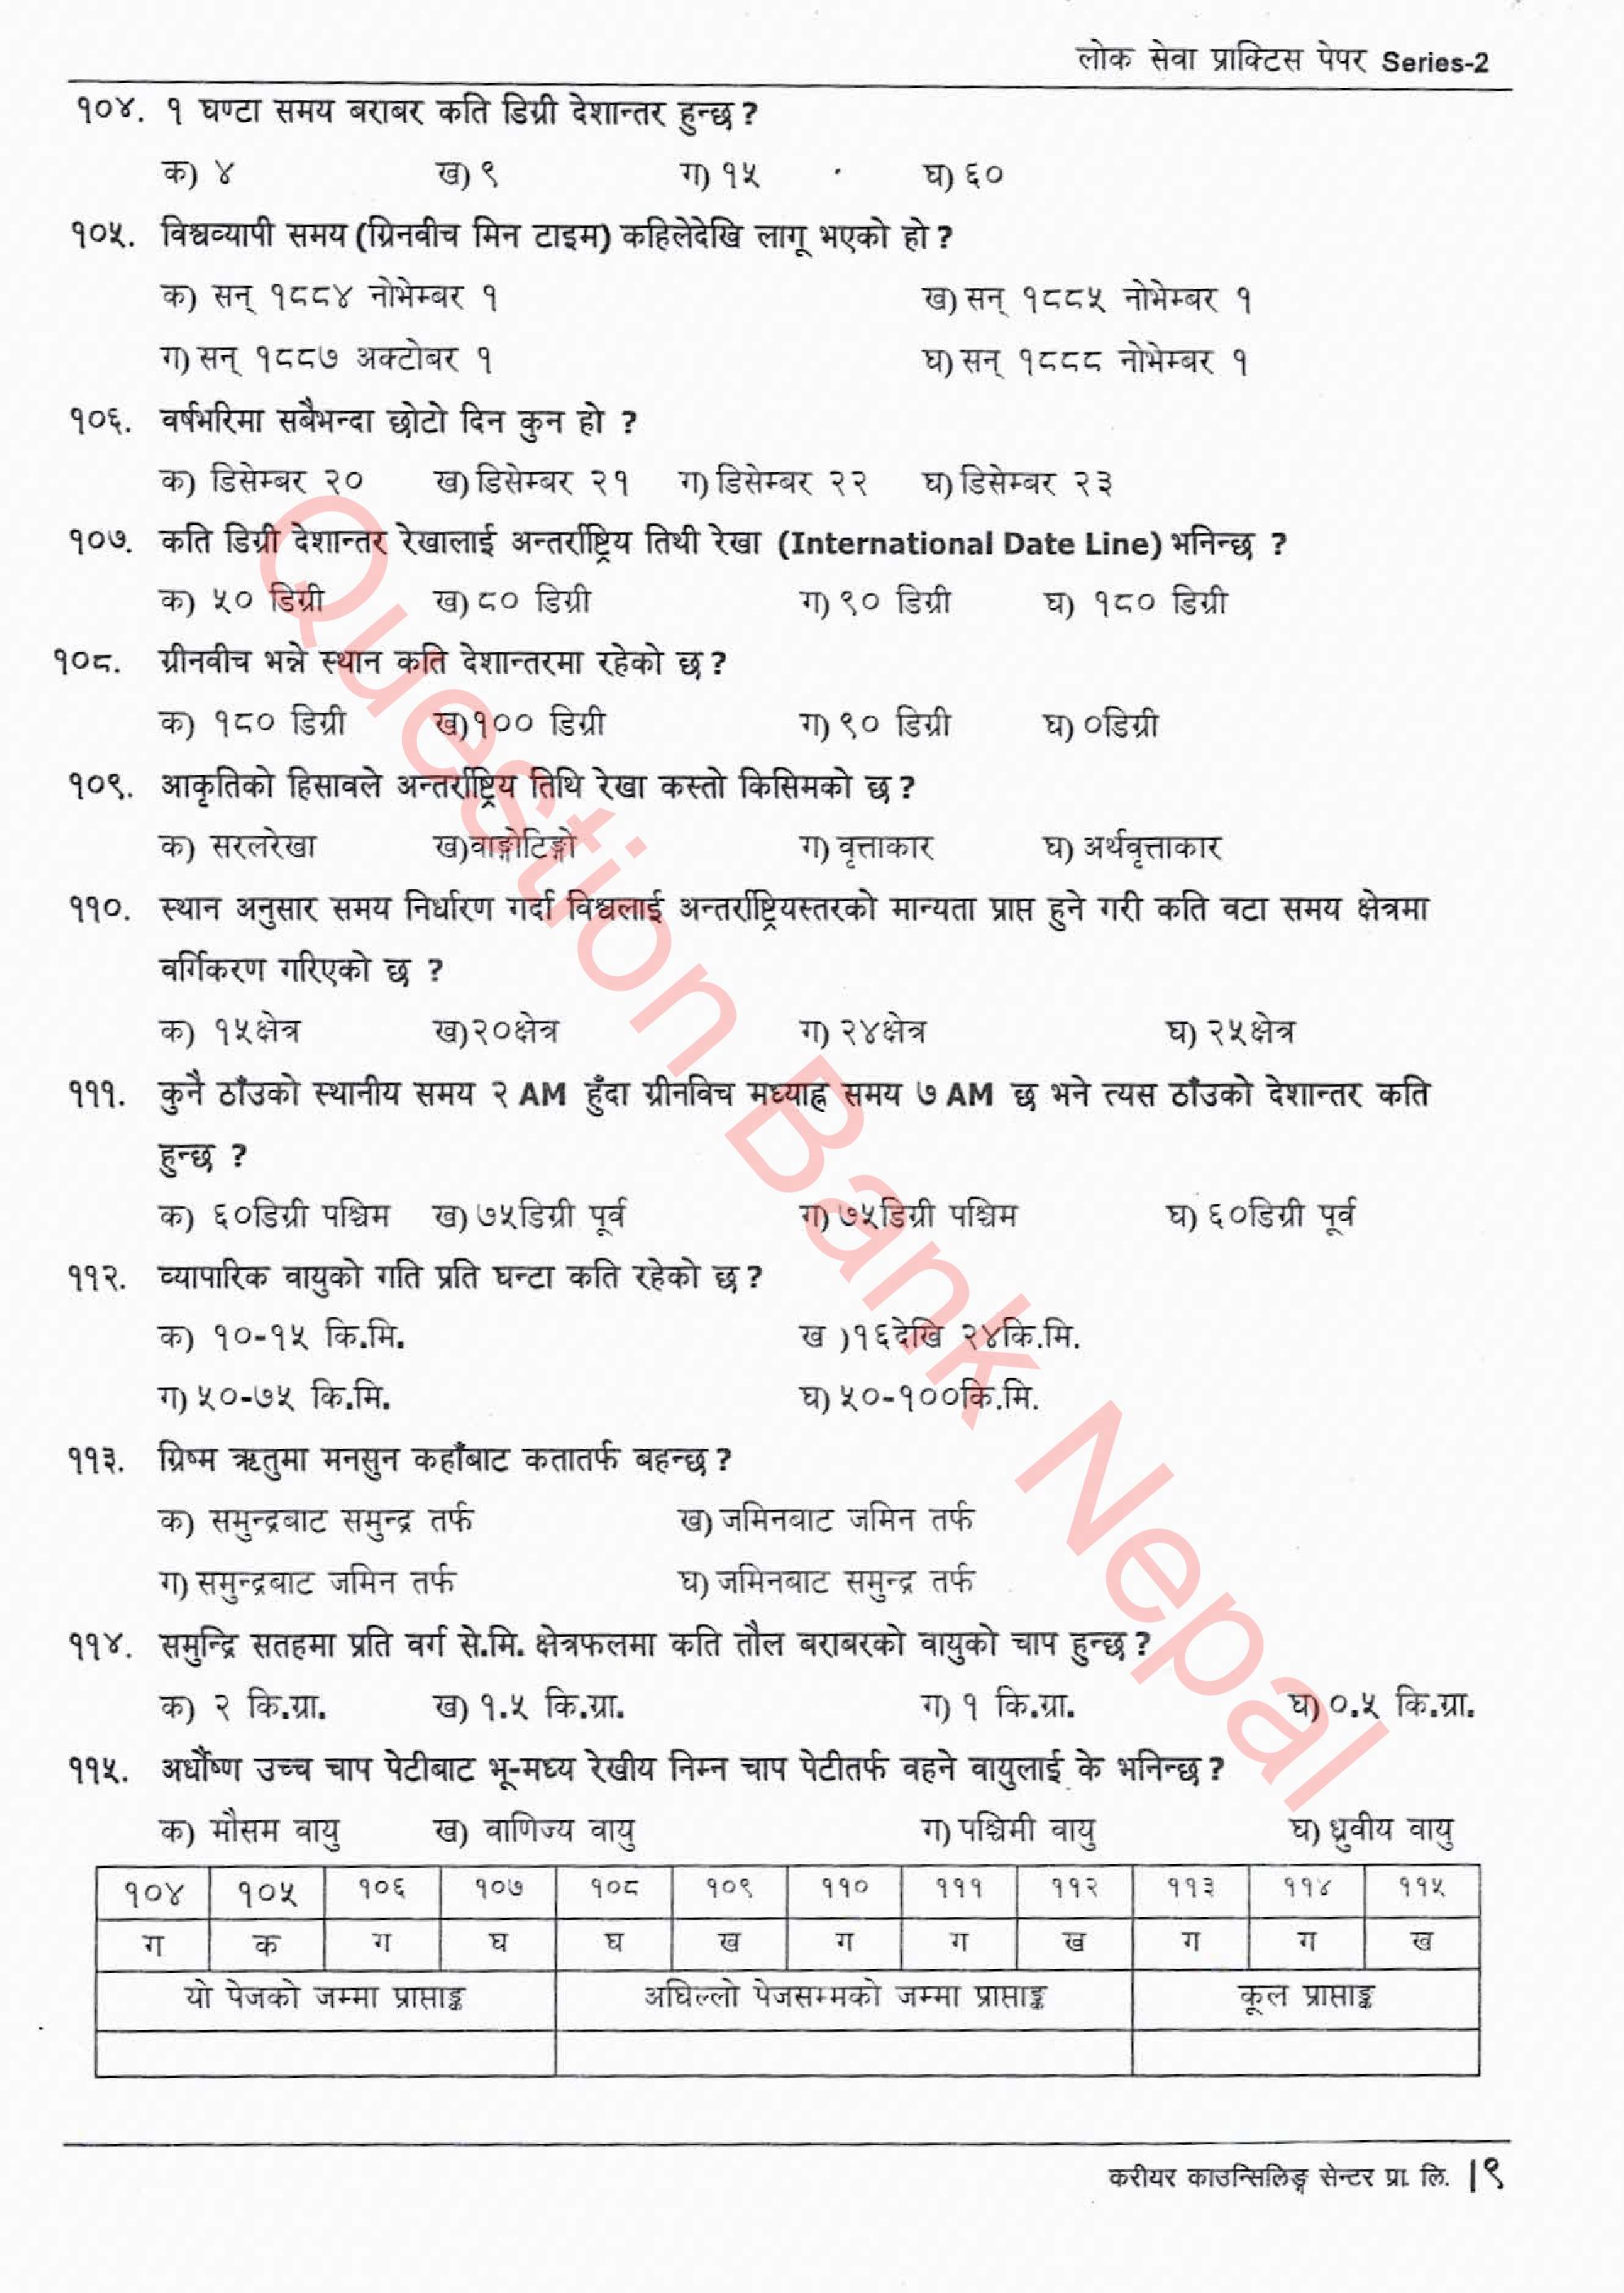 लोक सेवा प्राक्टिस पेपर Series-2
१०४. १ घण्टा समय बराबर कति डिग्री देशान्तर हुन्छ ?
क) ४ ख) ९ ग) १५ घ) ६०
१०५. विश्वव्यापी समय (ग्रिनवीच मिन टाइम) कहिलेदेखि लागू भएको हो ?
क) सन् १८८४ नोभेम्बर १ ख) सन् १८८५ नोभेम्बर १
ग) सन् १८८७ अक्टोबर १ घ) सन् १८८८ नोभेम्बर १
१०६. वर्षभरिमा सबैभन्दा छोटो दिन कुन हो ?
क) डिसेम्बर २० ख) डिसेम्बर २१ ग) डिसेम्बर २२ घ) डिसेम्बर २३
१०७. कति डिग्री देशान्तर रेखालाई अन्तर्राष्ट्रिय तिथी रेखा (International Date Line) भनिन्छ ?
क) ५० डिग्री ख) ८० डिग्री ग) ९० डिग्री घ) १८० डिग्री
१०८. ग्रीनवीच भन्ने स्थान कति देशान्तरमा रहेको छ ?
क) १८० डिग्री ख) १०० डिग्री ग) ९० डिग्री घ) ०डिग्री
१०९. आकृतिको हिसावले अन्तर्राष्ट्रिय तिथि रेखा कस्तो किसिमको छ ?
क) सरलरेखा ख) वाङ्गोटिङ्गो ग) वृत्ताकार घ) अर्धवृत्ताकार
११०. स्थान अनुसार समय निर्धारण गर्दा विश्वलाई अन्तर्राष्ट्रियस्तरको मान्यता प्राप्त हुने गरी कति वटा समय क्षेत्रमा
वर्गिकरण गरिएको छ ?
क) १५क्षेत्र ख) २०क्षेत्र ग) २४क्षेत्र घ) २५क्षेत्र
१११. कुनै ठाँउको स्थानीय समय २ AM हुँदा ग्रीनविच मध्याह्न समय ७ AM छ भने त्यस ठाँउको देशान्तर कति
हुन्छ ?
क) ६०डिग्री पश्चिम ख) ७५डिग्री पूर्व ग) ७५डिग्री पश्चिम घ) ६०डिग्री पूर्व
११२. व्यापारिक वायुको गति प्रति घन्टा कति रहेको छ ?
क) १०-१५ कि.मि. ख )१६देखि २४कि.मि.
ग) ५०-७५ कि.मि. घ) ५०-१००कि.मि.
११३. ग्रिष्म ऋतुमा मनसुन कहाँबाट कतातर्फ बहन्छ ?
क) समुन्द्रबाट समुन्द्र तर्फ ख) जमिनबाट जमिन तर्फ
ग) समुन्द्रबाट जमिन तर्फ घ) जमिनबाट समुन्द्र तर्फ
११४. समुन्द्रि सतहमा प्रति वर्ग से.मि. क्षेत्रफलमा कति तौल बराबरको वायुको चाप हुन्छ ?
क) २ कि.ग्रा. ख) १.५ कि.ग्रा. ग) १ कि.ग्रा. घ) ०.५ कि.ग्रा.
११५. अर्धौष्ण उच्च चाप पेटीबाट भू-मध्य रेखीय निम्न चाप पेटीतर्फ वहने वायुलाई के भनिन्छ ?
क) मौसम वायु ख) वाणिज्य वायु ग) पश्चिमी वायु घ) ध्रुवीय वायु
१०४ १०५ १०६ १०७ १०८ १०९ ११० १११ ११२ ११३ ११४ ११५
ग क ग घ घ ख ग ग ख ग ग ख
यो पेजको जम्मा प्राप्ताङ्क अघिल्लो पेजसम्मको जम्मा प्राप्ताङ्क कूल प्राप्ताङ्क
करीयर काउन्सिलिङ्ग सेन्टर प्रा. लि. |९
Question Bank Nepal